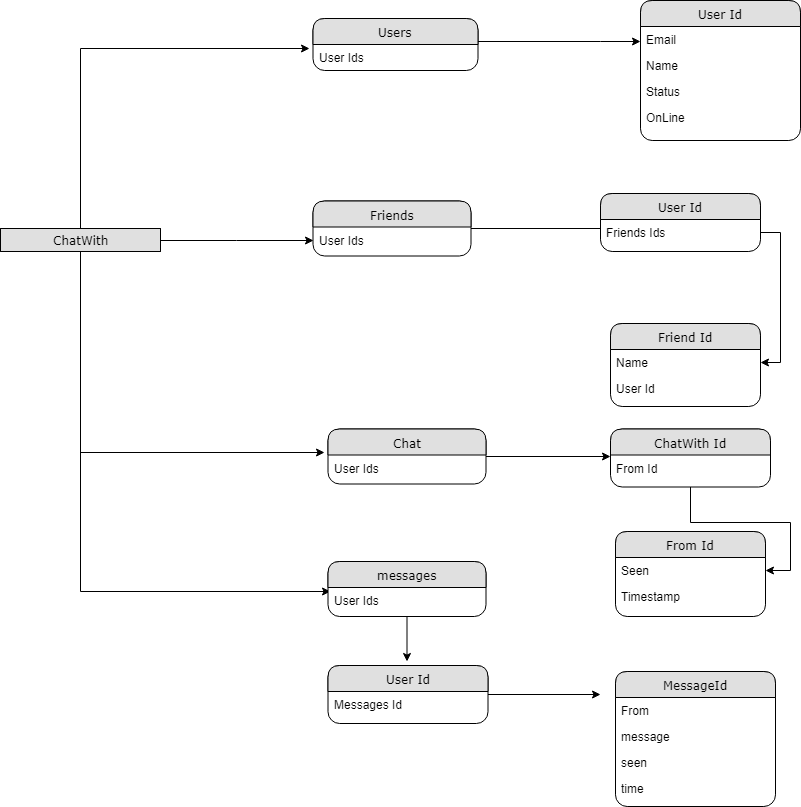 Users
User Ids
User Id
Email
Name
Status
OnLine
ChatWith
Friends
User Ids
User Id
Friends Ids
Friend Id
Name
User Id
Chat
User Ids
ChatWith Id
From Id
From Id
Seen
Timestamp
messages
User Ids
User Id
Messages Id
MessageId
From
message
seen
time